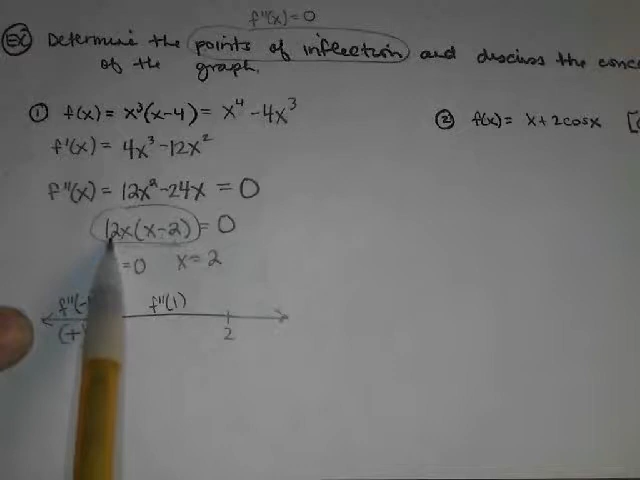 f''(x) = 0
Ex Determine the points of inflection and discuss the
of the graph.
① f(x) = x³(x-4) = x⁴ - 4x³
f'(x) = 4x³ - 12x²
f''(x) = 12x² - 24x = 0
12x(x-2) = 0
=0 x = 2
f''(- f''(1)
(+
2
② f(x) = x + 2cosx [